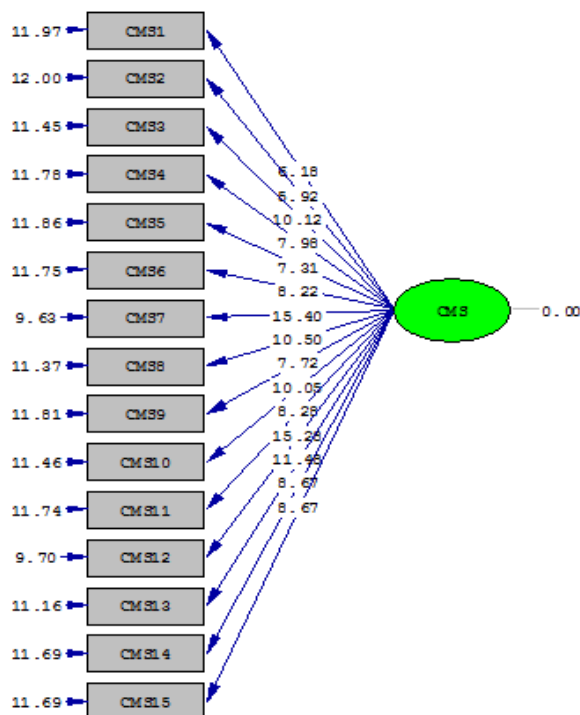 11.97 CMS1
12.00 CMS2
11.45 CMS3
11.78 CMS4
11.86 CMS5
11.75 CMS6
9.63 CMS7
11.37 CMS8
11.81 CMS9
11.46 CMS10
11.74 CMS11
9.70 CMS12
11.16 CMS13
11.69 CMS14
11.69 CMS15
6.18
5.92
10.12
7.98
7.31
8.22
15.40
10.50
7.72
10.05
8.28
15.28
11.48
8.67
8.67
CMS 0.00